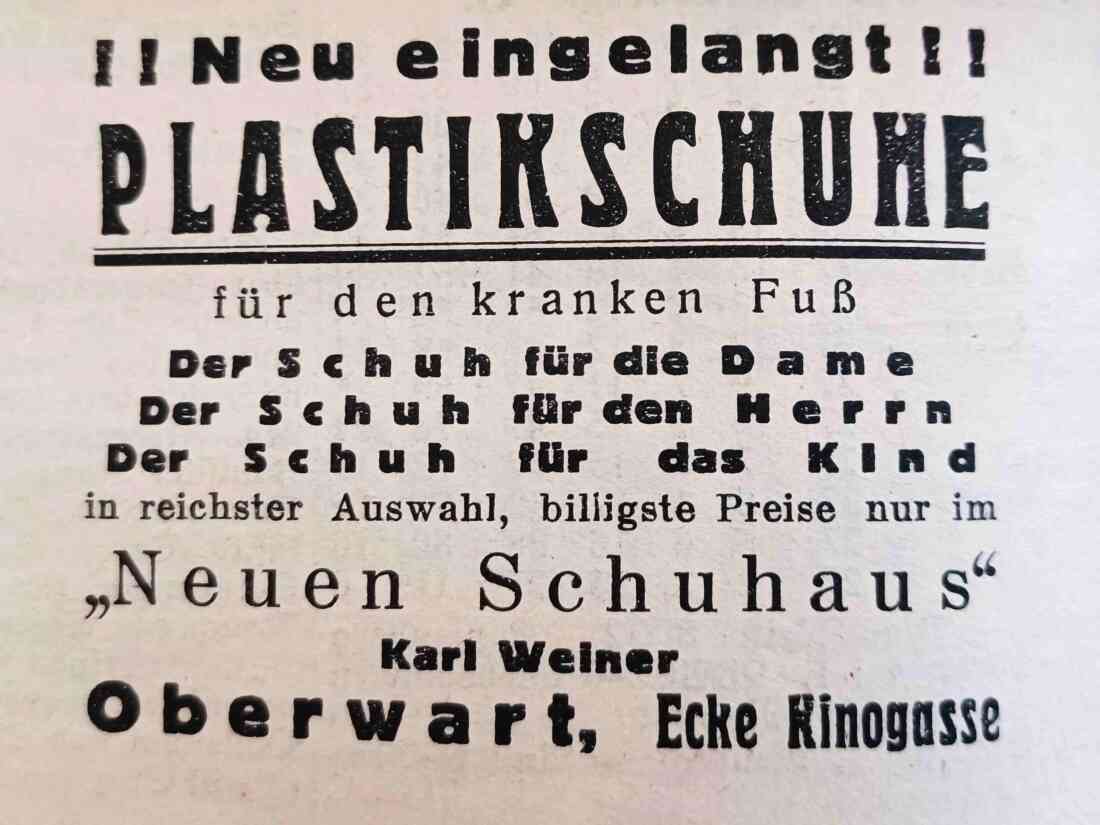 !! Neu eingelangt !!
PLASTIKSCHUHE
für den kranken Fuß
Der Schuh für die Dame
Der Schuh für den Herrn
Der Schuh für das Kind
in reichster Auswahl, billigste Preise nur im
„Neuen Schuhaus“
Karl Weiner
Oberwart, Ecke Kinogasse